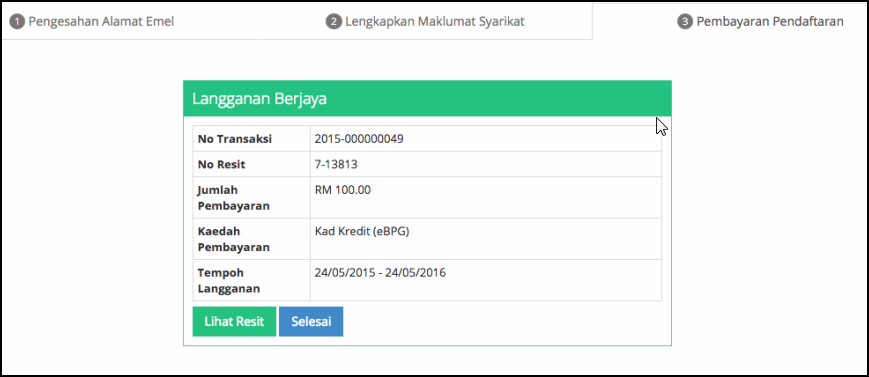 1 Pengesahan Alamat Emel
2 Lengkapkan Maklumat Syarikat
3 Pembayaran Pendaftaran
Langganan Berjaya
No Transaksi 2015-000000049
No Resit 7-13813
Jumlah RM 100.00
Pembayaran
Kaedah Kad Kredit (eBPG)
Pembayaran
Tempoh 24/05/2015 - 24/05/2016
Langganan
Lihat Resit Selesai